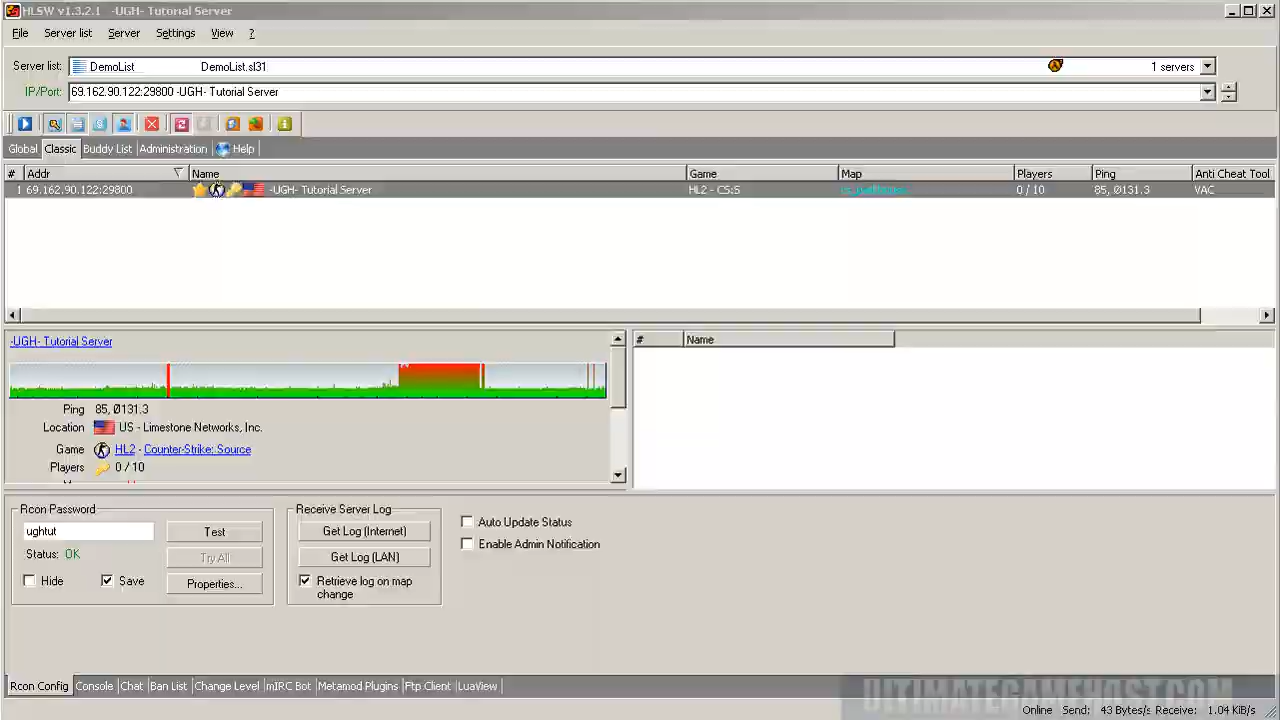 HLSW v1.3.2.1 -UGH- Tutorial Server
File Server list Server Settings View ?
Server list: DemoList DemoList.sl31 1 servers
IP/Port: 69.162.90.122:29800 -UGH- Tutorial Server
Global Classic Buddy List Administration Help
# Addr Name Game Map Players Ping Anti Cheat Tool
1 69.162.90.122:29800 -UGH- Tutorial Server HL2 - CS:S 0 / 10 85, Ø131.3 VAC
-UGH- Tutorial Server
# Name
Ping 85, Ø131.3
Location US - Limestone Networks, Inc.
Game HL2 - Counter-Strike: Source
Players 0 / 10
Rcon Password
ughtut
Test
Status: OK
Try All
Hide Save
Properties...
Receive Server Log
Get Log (Internet)
Get Log (LAN)
Retrieve log on map
change
Auto Update Status
Enable Admin Notification
Rcon Config Console Chat Ban List Change Level mIRC Bot Metamod Plugins Ftp Client LuaView
ULTIMATEGAMEHOST.COM
Online Send: 43 Bytes/s Receive: 1.04 KiB/s